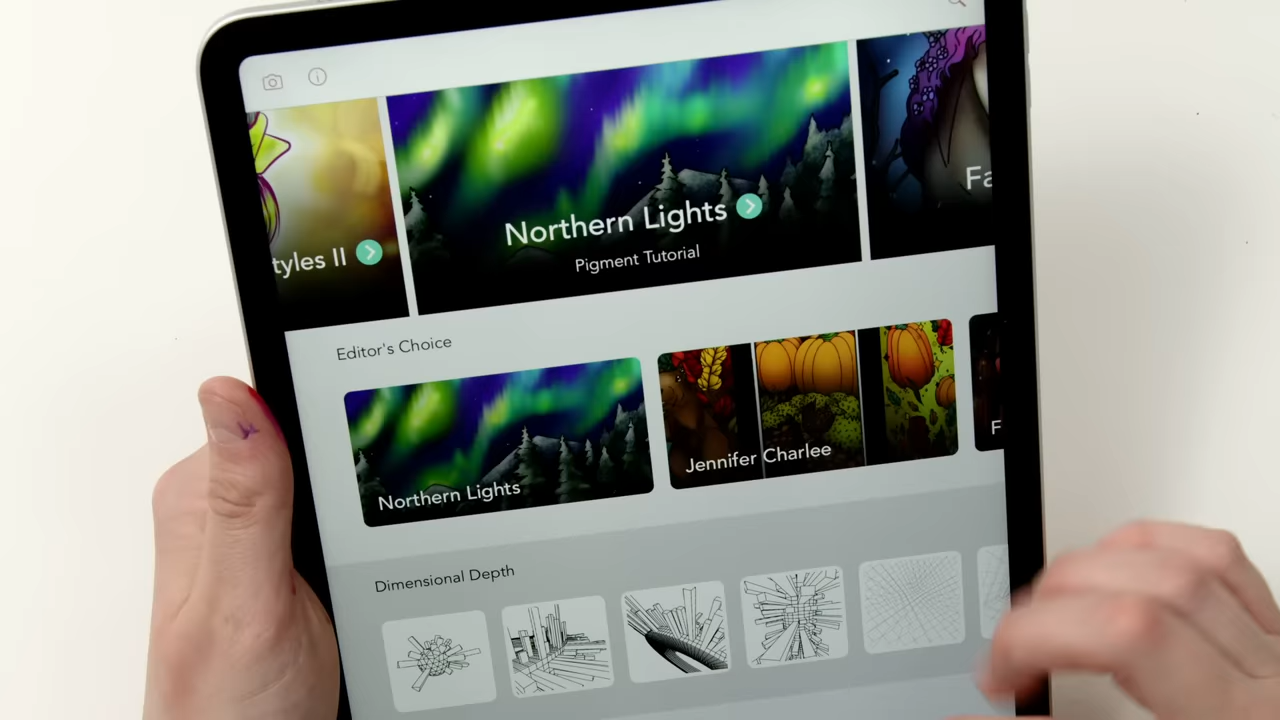 tyles II
Northern Lights
Pigment Tutorial
Fa
Editor's Choice
Northern Lights
Jennifer Charlee
F
Dimensional Depth